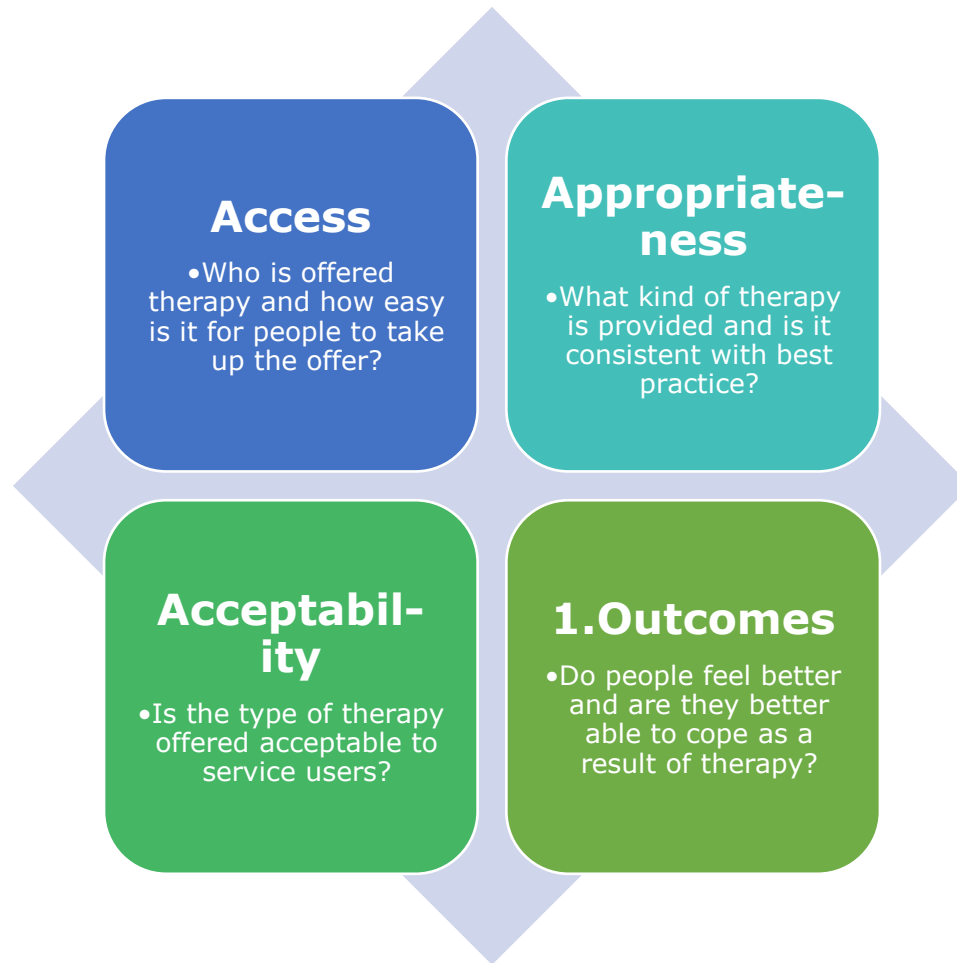 Access
•Who is offered
therapy and how easy
is it for people to take
up the offer?
Appropriate-
ness
•What kind of therapy
is provided and is it
consistent with best
practice?
Acceptabil-
ity
•Is the type of therapy
offered acceptable to
service users?
1.Outcomes
•Do people feel better
and are they better
able to cope as a
result of therapy?